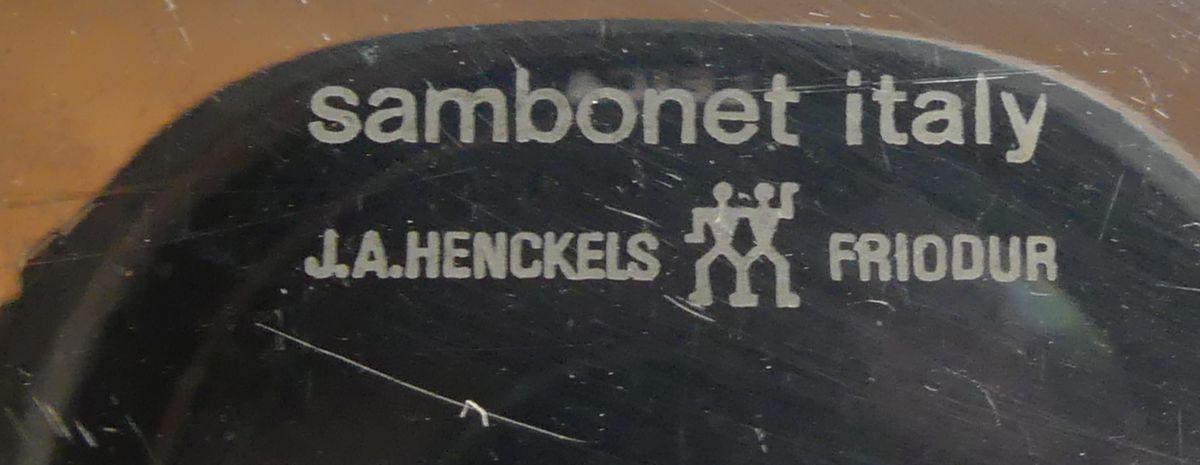 sambonet italy
J.A.HENCKELS FRIODUR